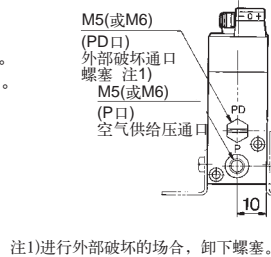 M5(或M6)
(PD口)
。
外部破坏通口
。
螺塞 注1)
M5(或M6)
(P口)
空气供给压通口
PD
P
10
注1)进行外部破坏的场合，卸下螺塞。